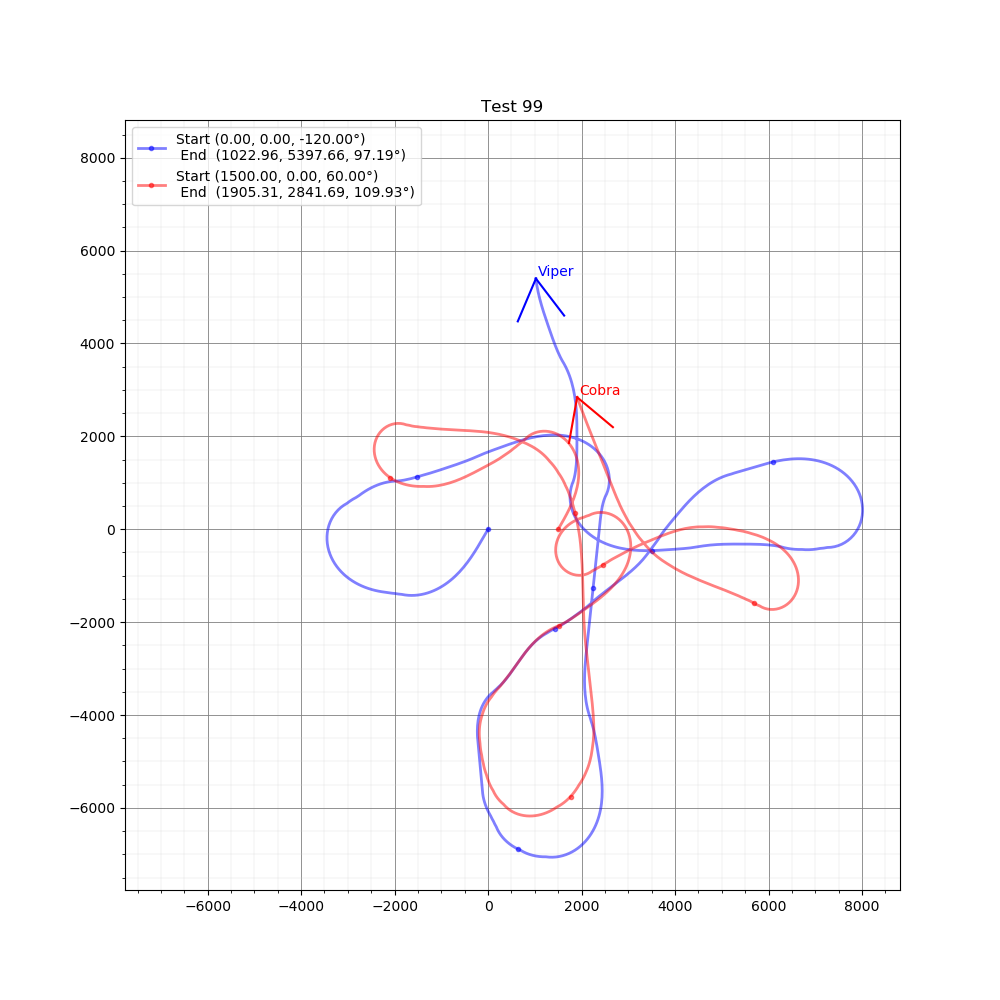 Test 99
Start (0.00, 0.00, -120.00°)
End (1022.96, 5397.66, 97.19°)
Start (1500.00, 0.00, 60.00°)
End (1905.31, 2841.69, 109.93°)
8000
6000
Viper
4000
Cobra
2000
0
−2000
−4000
−6000
−6000 −4000 −2000 0 2000 4000 6000 8000